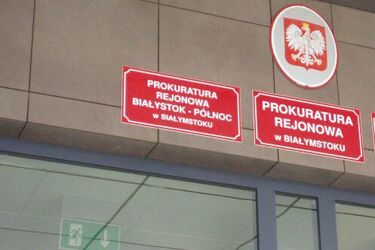 PROKURATURA
REJONOWA
BIAŁYSTOK - PÓŁNOC
w BIAŁYMSTOKU
PROKURATURA
REJONOWA
w BIAŁYMSTOKU